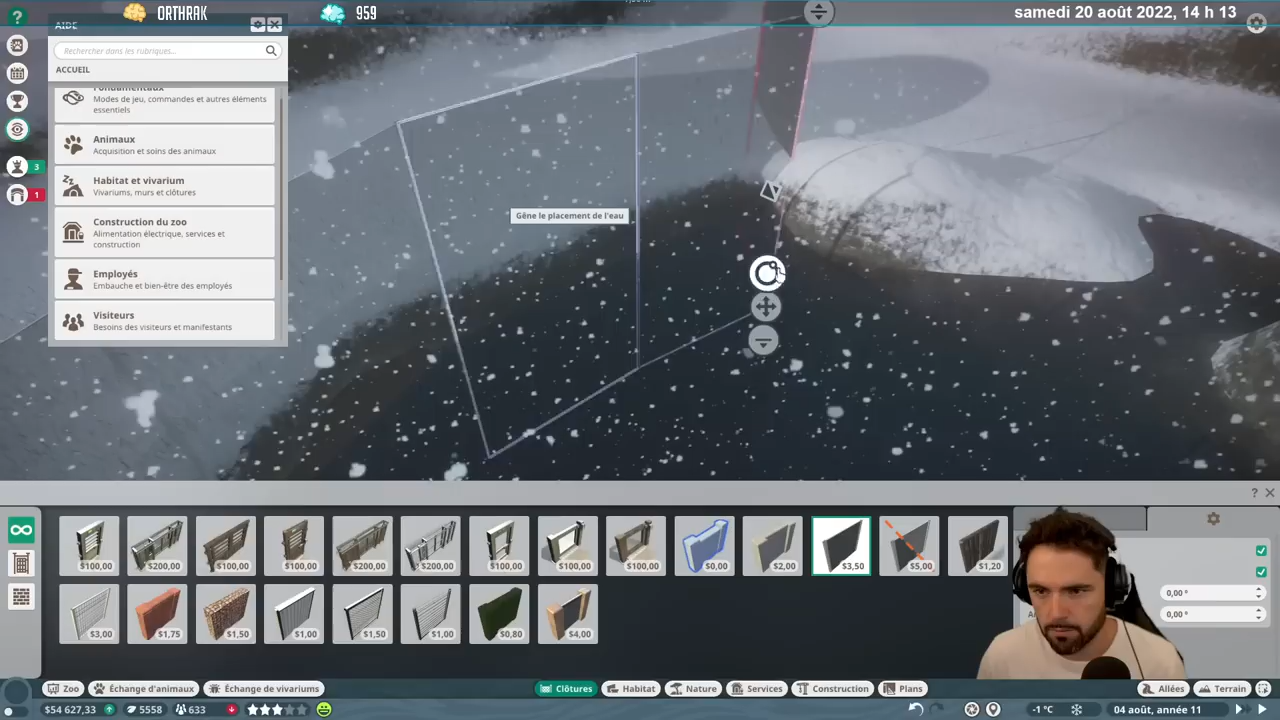 ORTHRAK
959
samedi 20 août 2022, 14 h 13
AIDE
Rechercher dans les rubriques...
ACCUEIL
Fondamentaux
Modes de jeu, commandes et autres éléments
essentiels
Animaux
Acquisition et soins des animaux
Habitat et vivarium
Vivariums, murs et clôtures
Construction du zoo
Alimentation électrique, services et
construction
Employés
Embauche et bien-être des employés
Visiteurs
Besoins des visiteurs et manifestants
3
1
Gêne le placement de l'eau
$100,00
$200,00
$100,00
$100,00
$200,00
$200,00
$100,00
$100,00
$100,00
$0,00
$2,00
$3,50
$5,00
$1,20
$3,00
$1,75
$1,50
$1,00
$1,50
$1,00
$0,80
$4,00
0,00 °
0,00 °
Zoo
Échange d'animaux
Échange de vivariums
Clôtures
Habitat
Nature
Services
Construction
Plans
Allées
Terrain
$54 627,33
5558
633
-1 °C
04 août, année 11